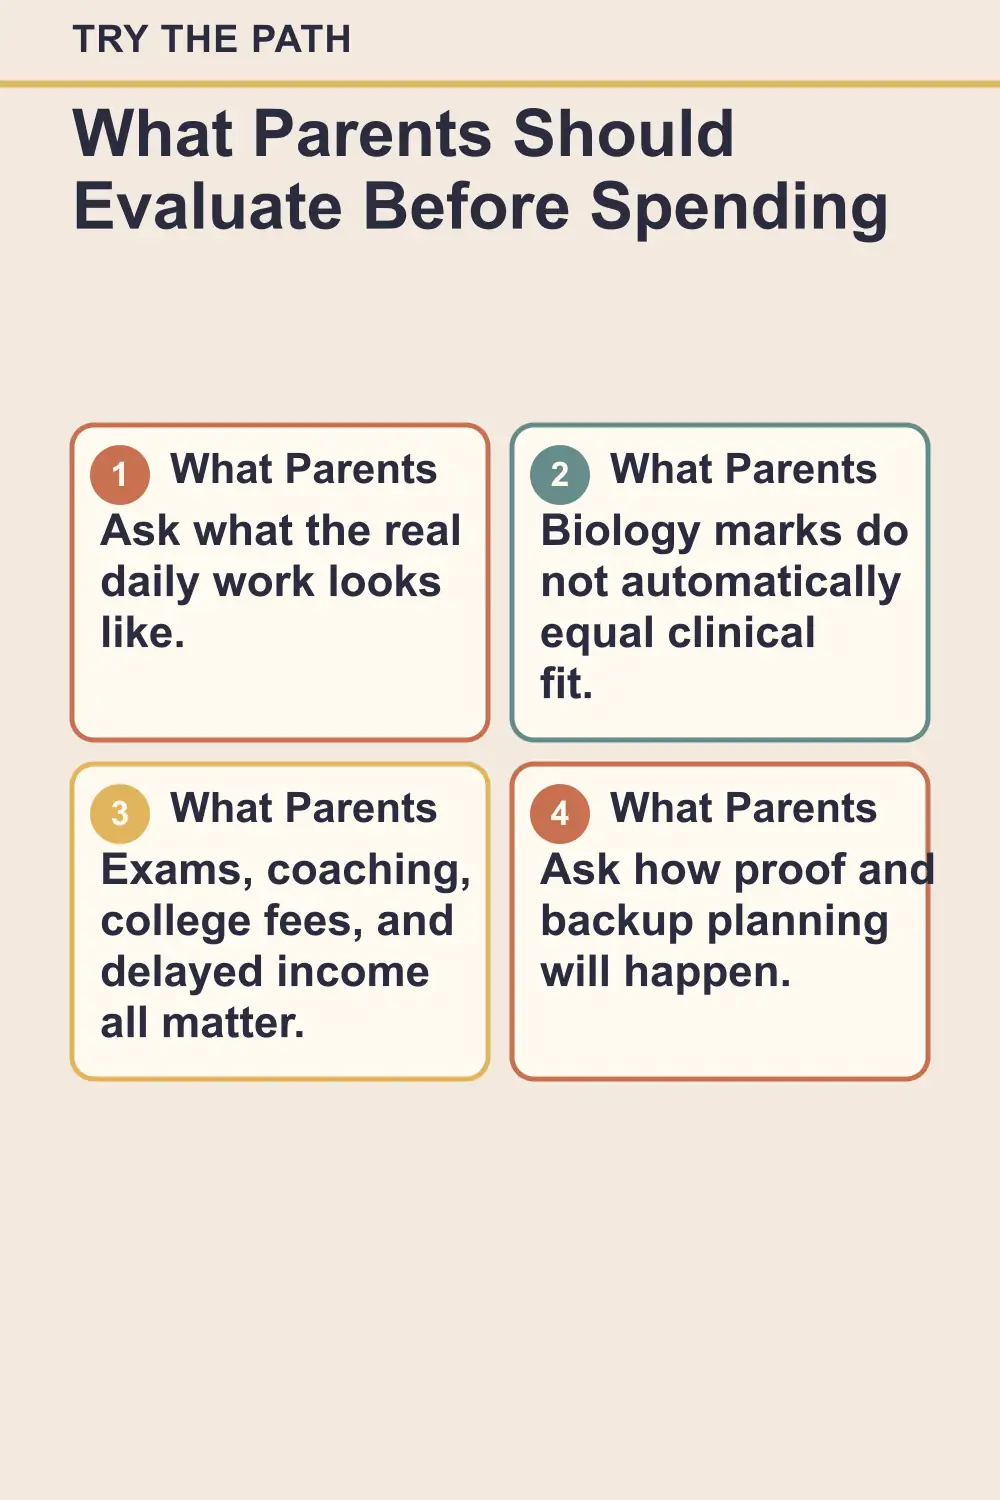 TRY THE PATH
What Parents Should
Evaluate Before Spending
1 What Parents
Ask what the real
daily work looks
like.
2 What Parents
Biology marks do
not automatically
equal clinical
fit.
3 What Parents
Exams, coaching,
college fees, and
delayed income
all matter.
4 What Parents
Ask how proof and
backup planning
will happen.